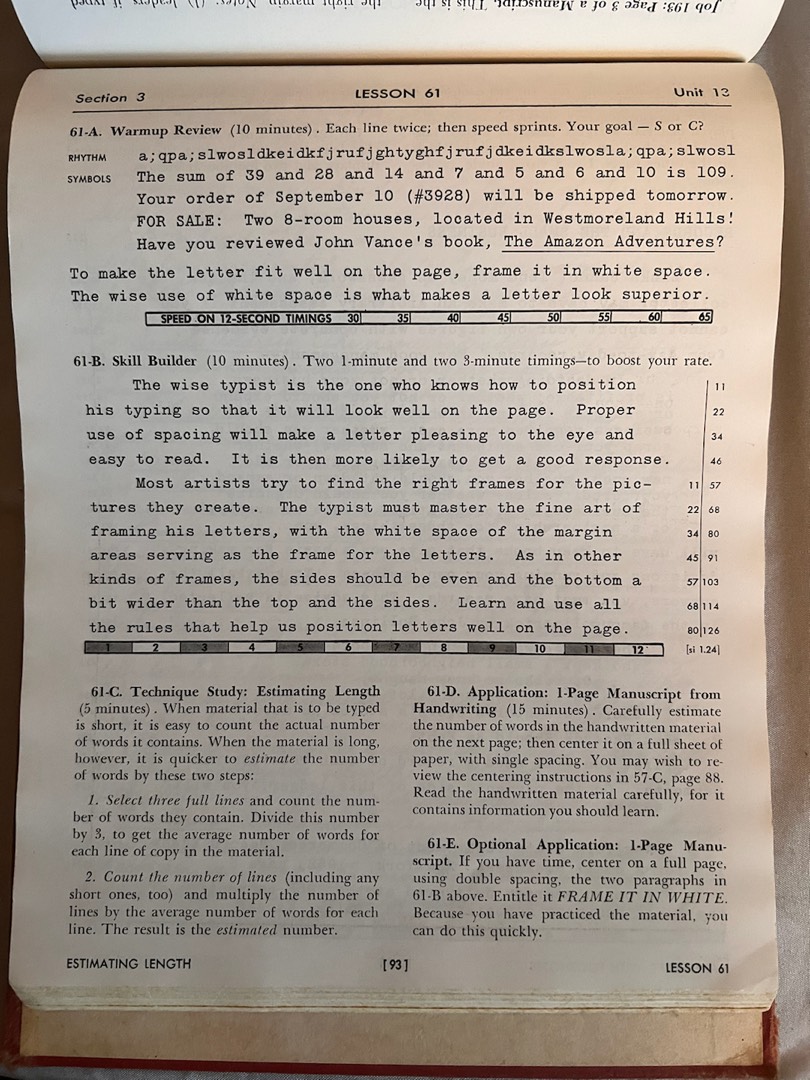 Job 193: Page 3 of a Manuscript. This is the
the right margin. Notes: (1) leaders if typed
Section 3 LESSON 61 Unit 13
61-A. Warmup Review (10 minutes). Each line twice; then speed sprints. Your goal — S or C?
RHYTHM a;qpa;slwosldkeidkfjrufjghtyghfjrufjdkeidkslwosla;qpa;slwosl
SYMBOLS The sum of 39 and 28 and 14 and 7 and 5 and 6 and 10 is 109.
Your order of September 10 (#3928) will be shipped tomorrow.
FOR SALE: Two 8-room houses, located in Westmoreland Hills!
Have you reviewed John Vance's book, The Amazon Adventures?
To make the letter fit well on the page, frame it in white space.
The wise use of white space is what makes a letter look superior.
SPEED ON 12-SECOND TIMINGS 30 35 40 45 50 55 60 65
61-B. Skill Builder (10 minutes). Two 1-minute and two 3-minute timings—to boost your rate.
The wise typist is the one who knows how to position 11
his typing so that it will look well on the page. Proper 22
use of spacing will make a letter pleasing to the eye and 34
easy to read. It is then more likely to get a good response. 46
Most artists try to find the right frames for the pic- 11 57
tures they create. The typist must master the fine art of 22 68
framing his letters, with the white space of the margin 34 80
areas serving as the frame for the letters. As in other 45 91
kinds of frames, the sides should be even and the bottom a 57 103
bit wider than the top and the sides. Learn and use all 68 114
the rules that help us position letters well on the page. 80 126
1 2 3 4 5 6 7 8 9 10 11 12 [si 1.24]
61-C. Technique Study: Estimating Length
(5 minutes). When material that is to be typed
is short, it is easy to count the actual number
of words it contains. When the material is long,
however, it is quicker to estimate the number
of words by these two steps:
1. Select three full lines and count the num-
ber of words they contain. Divide this number
by 3, to get the average number of words for
each line of copy in the material.
2. Count the number of lines (including any
short ones, too) and multiply the number of
lines by the average number of words for each
line. The result is the estimated number.
61-D. Application: 1-Page Manuscript from
Handwriting (15 minutes). Carefully estimate
the number of words in the handwritten material
on the next page; then center it on a full sheet of
paper, with single spacing. You may wish to re-
view the centering instructions in 57-C, page 88.
Read the handwritten material carefully, for it
contains information you should learn.
61-E. Optional Application: 1-Page Manu-
script. If you have time, center on a full page,
using double spacing, the two paragraphs in
61-B above. Entitle it FRAME IT IN WHITE.
Because you have practiced the material, you
can do this quickly.
ESTIMATING LENGTH [93] LESSON 61